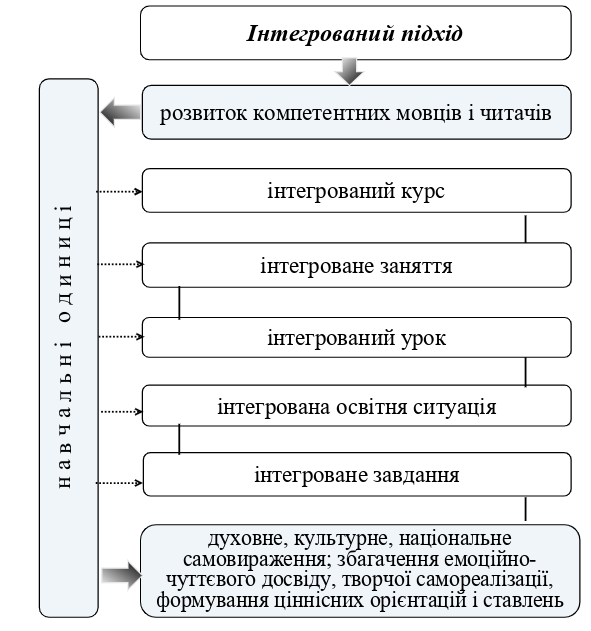 Інтегрований підхід
розвиток компетентних мовців і читачів
навчальні одиниці
інтегрований курс
інтегроване заняття
інтегрований урок
інтегрована освітня ситуація
інтегроване завдання
духовне, культурне, національне
самовираження; збагачення емоційно-
чуттєвого досвіду, творчої самореалізації,
формування ціннісних орієнтацій і ставлень